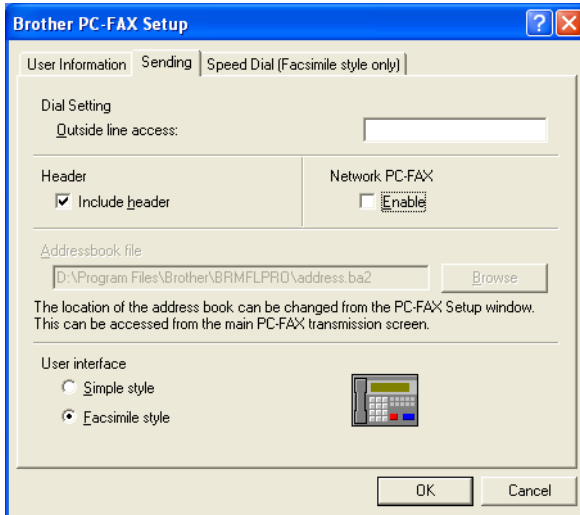 Brother PC-FAX Setup
User Information Sending Speed Dial (Facsimile style only)
Dial Setting
Outside line access:
Header Network PC-FAX
Include header Enable
Addressbook file
D:\Program Files\Brother\BRMFLPRO\address.ba2 Browse
The location of the address book can be changed from the PC-FAX Setup window.
This can be accessed from the main PC-FAX transmission screen.
User interface
Simple style
Facsimile style
OK Cancel